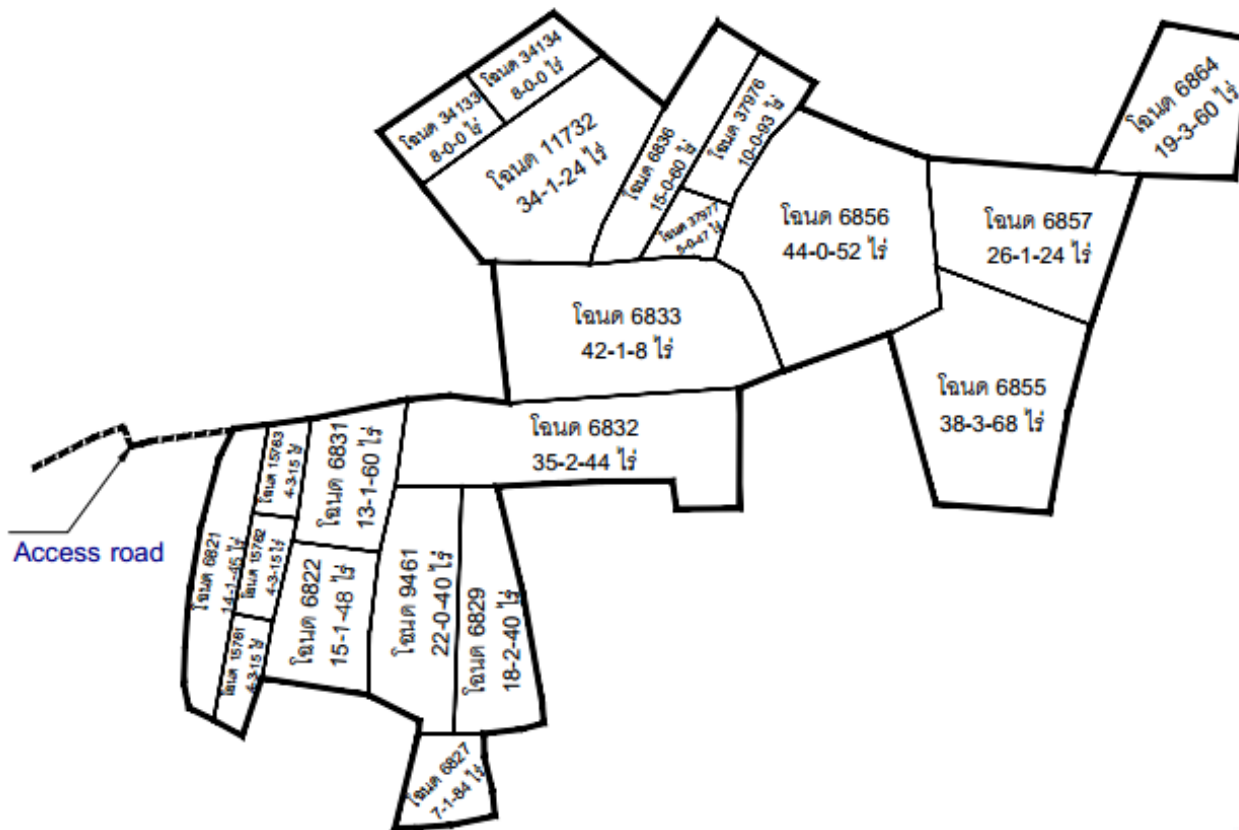 โฉนด 34134
8-0-0 ไร่
โฉนด 34133
8-0-0 ไร่
โฉนด 11732
34-1-24 ไร่
โฉนด 6836
15-0-60 ไร่
โฉนด 37976
10-0-93 ไร่
โฉนด 37977
5-0-47 ไร่
โฉนด 6864
19-3-60 ไร่
โฉนด 6856
44-0-52 ไร่
โฉนด 6857
26-1-24 ไร่
โฉนด 6833
42-1-8 ไร่
โฉนด 6855
38-3-68 ไร่
โฉนด 6832
35-2-44 ไร่
โฉนด 6831
13-1-60 ไร่
โฉนด 15763
4-3-15 ไร่
โฉนด 6821
14-1-45 ไร่
โฉนด 15762
4-3-15 ไร่
โฉนด 15761
4-3-15 ไร่
โฉนด 6822
15-1-48 ไร่
โฉนด 9461
22-0-40 ไร่
โฉนด 6829
18-2-40 ไร่
โฉนด 6827
7-1-84 ไร่
Access road